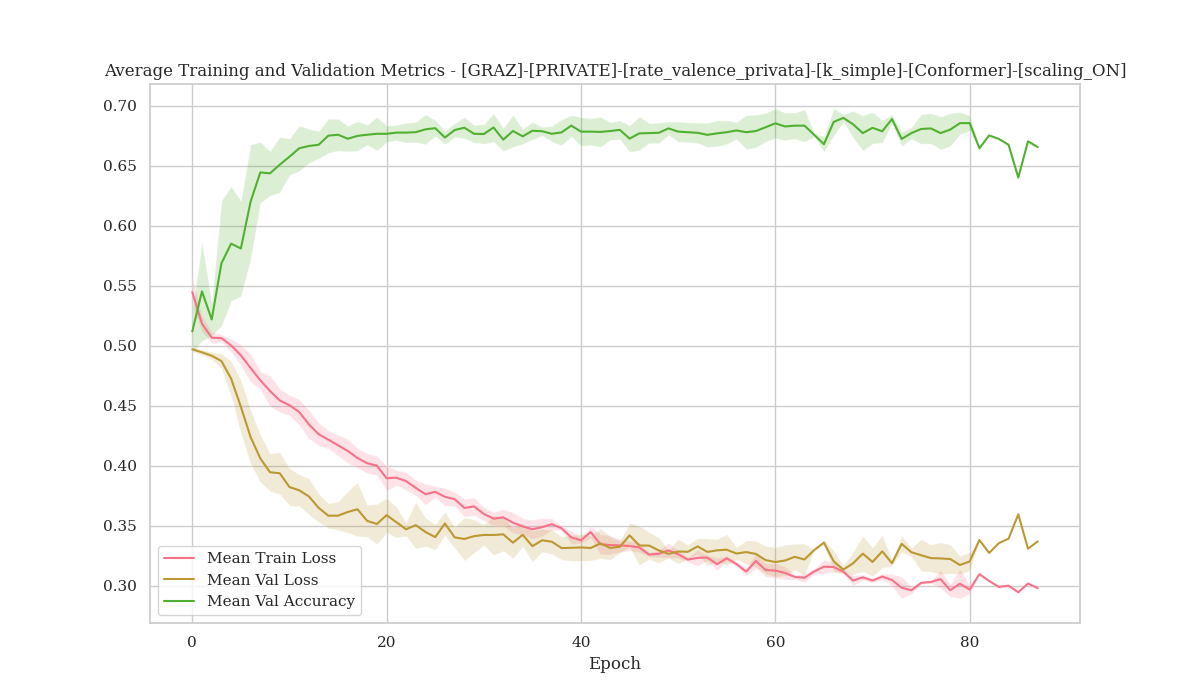 Average Training and Validation Metrics - [GRAZ]-[PRIVATE]-[rate_valence_privata]-[k_simple]-[Conformer]-[scaling_ON]
0.70
0.65
0.60
0.55
0.50
0.45
0.40
0.35
0.30
Mean Train Loss
Mean Val Loss
Mean Val Accuracy
0 20 40 60 80
Epoch